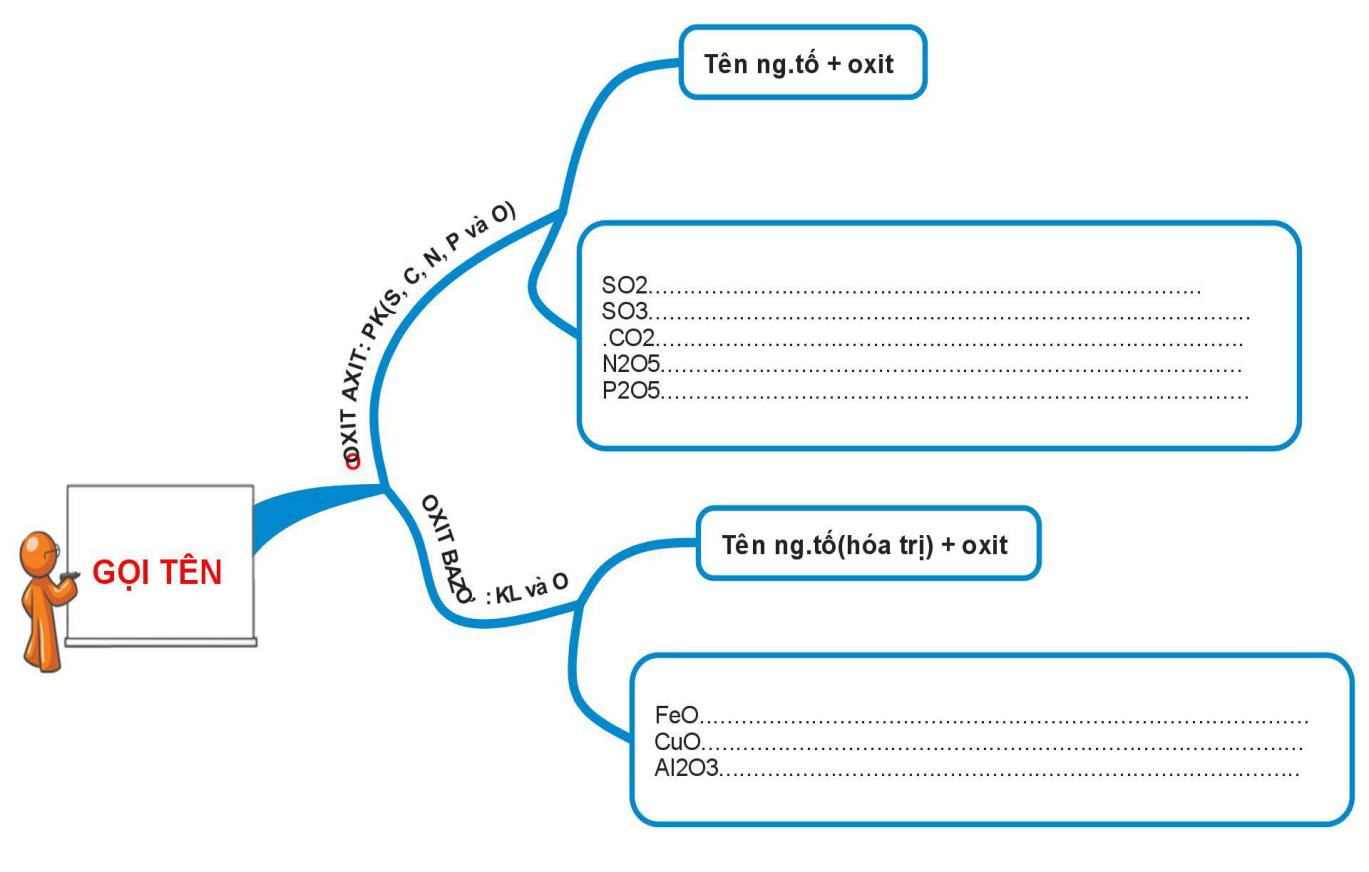 Tên ng.tố + oxit
OXIT AXIT: PK(S, C, N, P và O)
O
SO2...............................................................................
SO3......................................................................................
.CO2....................................................................................
N2O5...................................................................................
P2O5....................................................................................
GỌI TÊN
OXIT BAZƠ : KL và O
Tên ng.tố(hóa trị) + oxit
FeO.......................................................................................
CuO......................................................................................
Al2O3...................................................................................